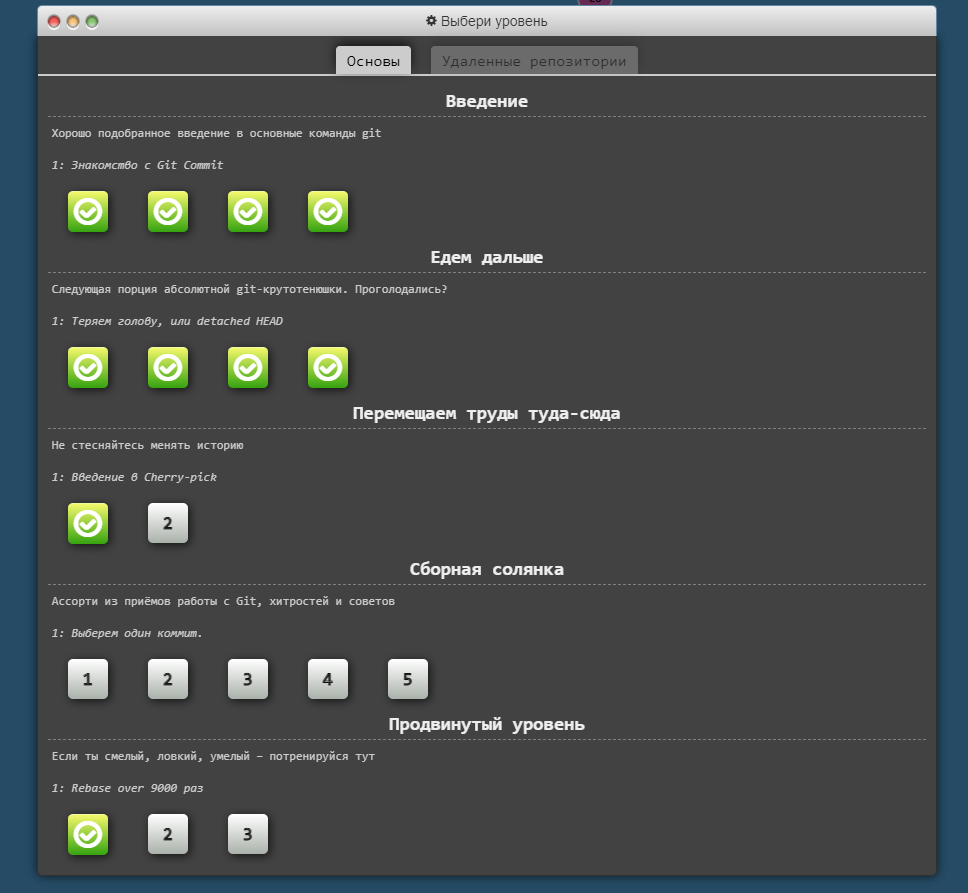 Выбери уровень
Основы Удаленные репозитории
Введение
Хорошо подобранное введение в основные команды git
1: Знакомство с Git Commit
Едем дальше
Следующая порция абсолютной git-крутотенюшки. Проголодались?
1: Теряем голову, или detached HEAD
Перемещаем труды туда-сюда
Не стесняйтесь менять историю
1: Введение в Cherry-pick
2
Сборная солянка
Ассорти из приёмов работы с Git, хитростей и советов
1: Выберем один коммит.
1 2 3 4 5
Продвинутый уровень
Если ты смелый, ловкий, умелый – потренируйся тут
1: Rebase over 9000 раз
2 3